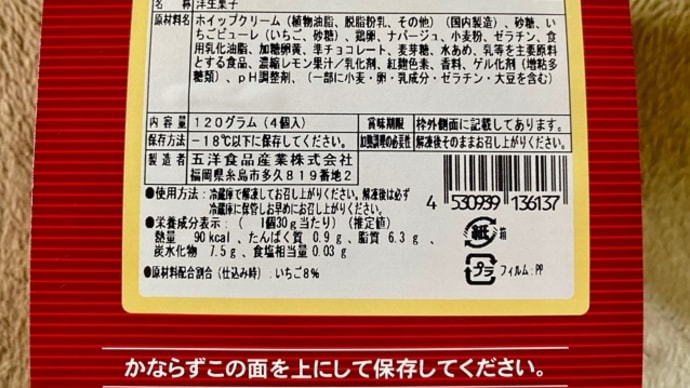 名称 洋生菓子
原材料名 ホイップクリーム（植物油脂、脱脂粉乳、その他）（国内製造）、砂糖、い
ちごピューレ（いちご、砂糖）、鶏卵、ナパージュ、小麦粉、ゼラチン、食
用乳化油脂、加糖卵黄、準チョコレート、麦芽糖、水あめ、乳等を主要原料
とする食品、濃縮レモン果汁／乳化剤、紅麹色素、香料、ゲル化剤（増粘多
糖類）、ｐH調整剤、（一部に小麦・卵・乳成分・ゼラチン・大豆を含む）
内容量 120グラム（4個入） 賞味期限 枠外側面に記載してあります。
保存方法 －18℃以下に保存してください。 加熱調理の必要性 解凍後そのままお召し上がりください。
製造者 五洋食品産業株式会社
福岡県糸島市多久819番地2
●使用方法：冷蔵庫で解凍してお召し上がりください。解凍後は必ず
冷蔵庫に保管しお早めにお召し上がりください。
●栄養成分表示：（ 1個30g当たり）（推定値）
熱量 90kcal、たんぱく質 0.9g、脂質 6.3g、
炭水化物 7.5g、食塩相当量 0.03g
●原材料配合割合（仕込み時）：いちご8%
4 530939 136137
紙 箱
プラ フィルム：PP
かならずこの面を上にして保存してください。